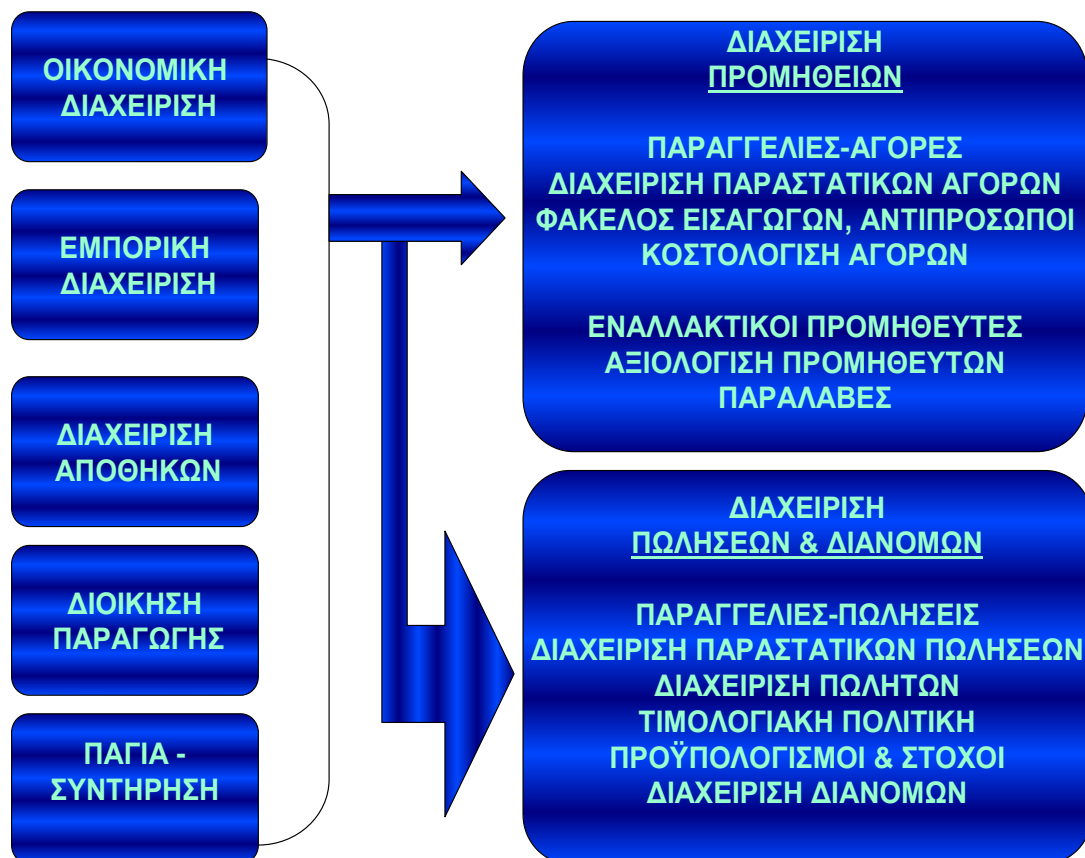 ΟΙΚΟΝΟΜΙΚΗ
ΔΙΑΧΕΙΡΙΣΗ
ΕΜΠΟΡΙΚΗ
ΔΙΑΧΕΙΡΙΣΗ
ΔΙΑΧΕΙΡΙΣΗ
ΑΠΟΘΗΚΩΝ
ΔΙΟΙΚΗΣΗ
ΠΑΡΑΓΩΓΗΣ
ΠΑΓΙΑ -
ΣΥΝΤΗΡΗΣΗ
ΔΙΑΧΕΙΡΙΣΗ
ΠΡΟΜΗΘΕΙΩΝ
ΠΑΡΑΓΓΕΛΙΕΣ-ΑΓΟΡΕΣ
ΔΙΑΧΕΙΡΙΣΗ ΠΑΡΑΣΤΑΤΙΚΩΝ ΑΓΟΡΩΝ
ΦΑΚΕΛΟΣ ΕΙΣΑΓΩΓΩΝ, ΑΝΤΙΠΡΟΣΩΠΟΙ
ΚΟΣΤΟΛΟΓΙΣΗ ΑΓΟΡΩΝ
ΕΝΑΛΛΑΚΤΙΚΟΙ ΠΡΟΜΗΘΕΥΤΕΣ
ΑΞΙΟΛΟΓΙΣΗ ΠΡΟΜΗΘΕΥΤΩΝ
ΠΑΡΑΛΑΒΕΣ
ΔΙΑΧΕΙΡΙΣΗ
ΠΩΛΗΣΕΩΝ & ΔΙΑΝΟΜΩΝ
ΠΑΡΑΓΓΕΛΙΕΣ-ΠΩΛΗΣΕΙΣ
ΔΙΑΧΕΙΡΙΣΗ ΠΑΡΑΣΤΑΤΙΚΩΝ ΠΩΛΗΣΕΩΝ
ΔΙΑΧΕΙΡΙΣΗ ΠΩΛΗΤΩΝ
ΤΙΜΟΛΟΓΙΑΚΗ ΠΟΛΙΤΙΚΗ
ΠΡΟΫΠΟΛΟΓΙΣΜΟΙ & ΣΤΟΧΟΙ
ΔΙΑΧΕΙΡΙΣΗ ΔΙΑΝΟΜΩΝ